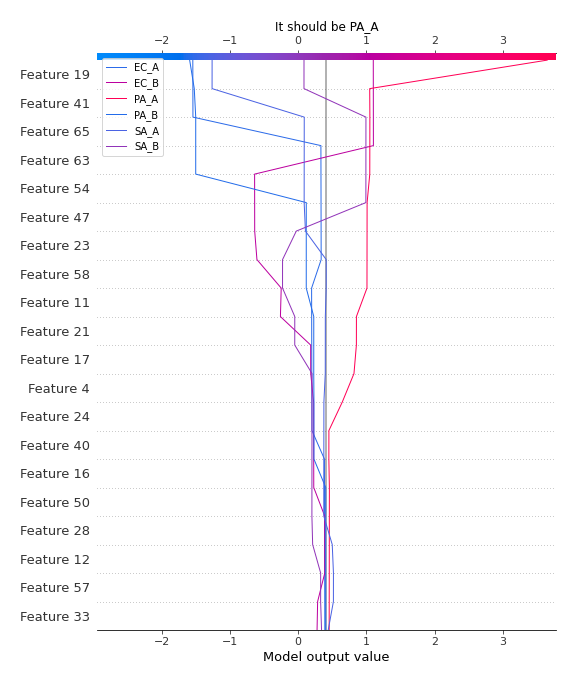 It should be PA_A
−2 −1 0 1 2 3
EC_A
EC_B
PA_A
PA_B
SA_A
SA_B
Feature 19
Feature 41
Feature 65
Feature 63
Feature 54
Feature 47
Feature 23
Feature 58
Feature 11
Feature 21
Feature 17
Feature 4
Feature 24
Feature 40
Feature 16
Feature 50
Feature 28
Feature 12
Feature 57
Feature 33
−2 −1 0 1 2 3
Model output value